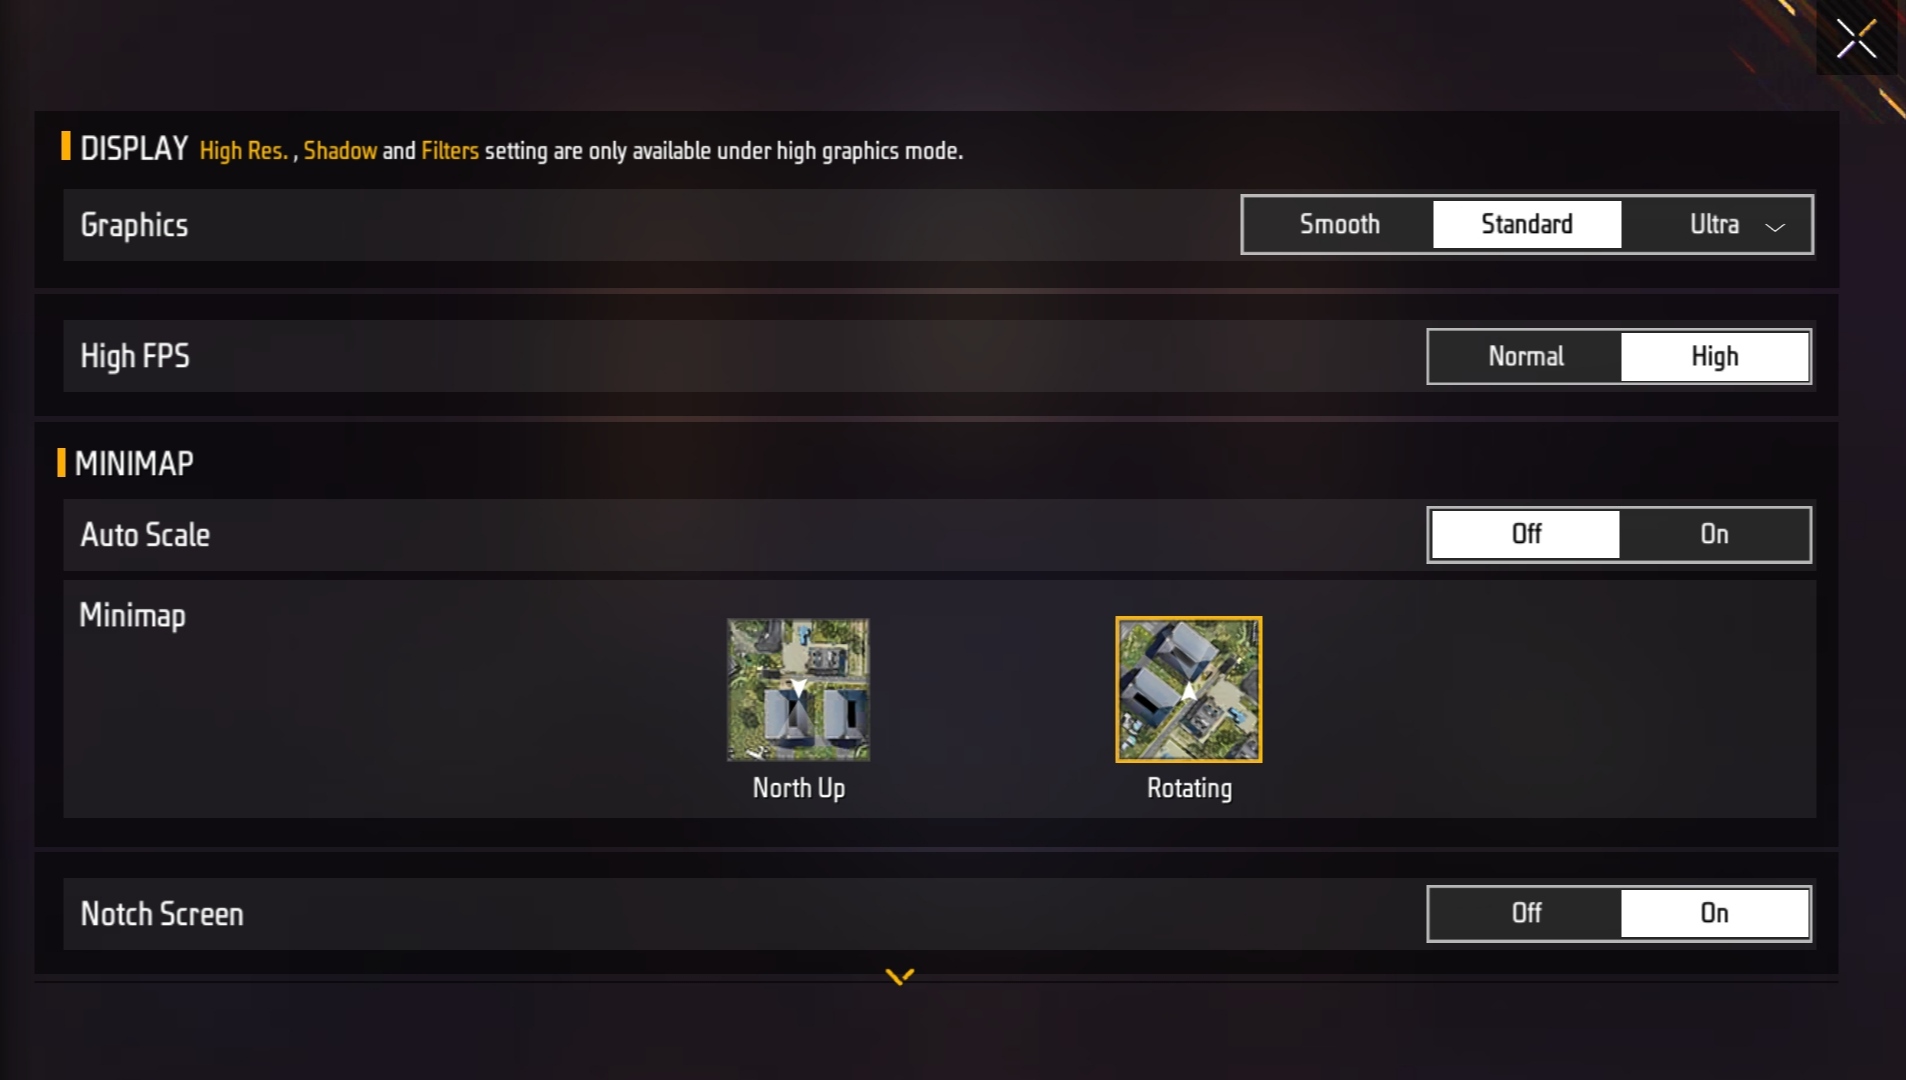 DISPLAY High Res. , Shadow and Filters setting are only available under high graphics mode.
Graphics Smooth Standard Ultra
High FPS Normal High
MINIMAP
Auto Scale Off On
Minimap
North Up Rotating
Notch Screen Off On